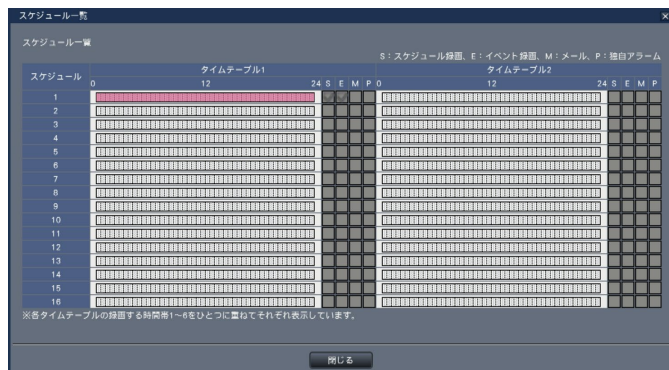 スケジュール一覧
スケジュール一覧
S：スケジュール録画、E：イベント録画、M：メール、P：独自アラーム
スケジュール タイムテーブル1 タイムテーブル2
0 12 24 S E M P 0 12 24 S E M P
1
2
3
4
5
6
7
8
9
10
11
12
13
14
15
16
※各タイムテーブルの録画する時間帯1～6をひとつに重ねてそれぞれ表示しています。
閉じる